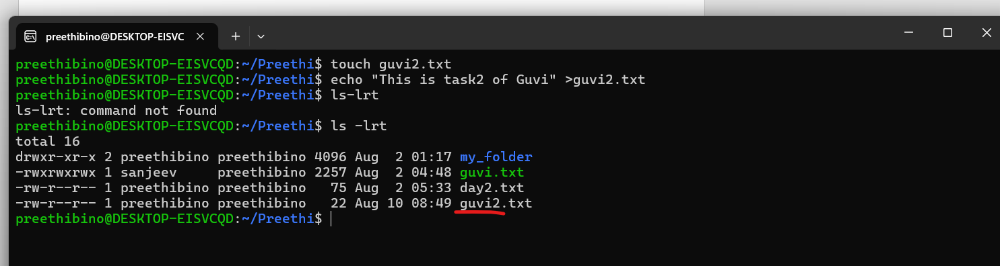 preethibino@DESKTOP-EISVC
preethibino@DESKTOP-EISVCQD:~/Preethi$ touch guvi2.txt
preethibino@DESKTOP-EISVCQD:~/Preethi$ echo "This is task2 of Guvi" >guvi2.txt
preethibino@DESKTOP-EISVCQD:~/Preethi$ ls-lrt
ls-lrt: command not found
preethibino@DESKTOP-EISVCQD:~/Preethi$ ls -lrt
total 16
drwxr-xr-x 2 preethibino preethibino 4096 Aug  2 01:17 my_folder
-rwxrwxrwx 1 sanjeev     preethibino 2257 Aug  2 04:48 guvi.txt
-rw-r--r-- 1 preethibino preethibino   75 Aug  2 05:33 day2.txt
-rw-r--r-- 1 preethibino preethibino   22 Aug 10 08:49 guvi2.txt
preethibino@DESKTOP-EISVCQD:~/Preethi$